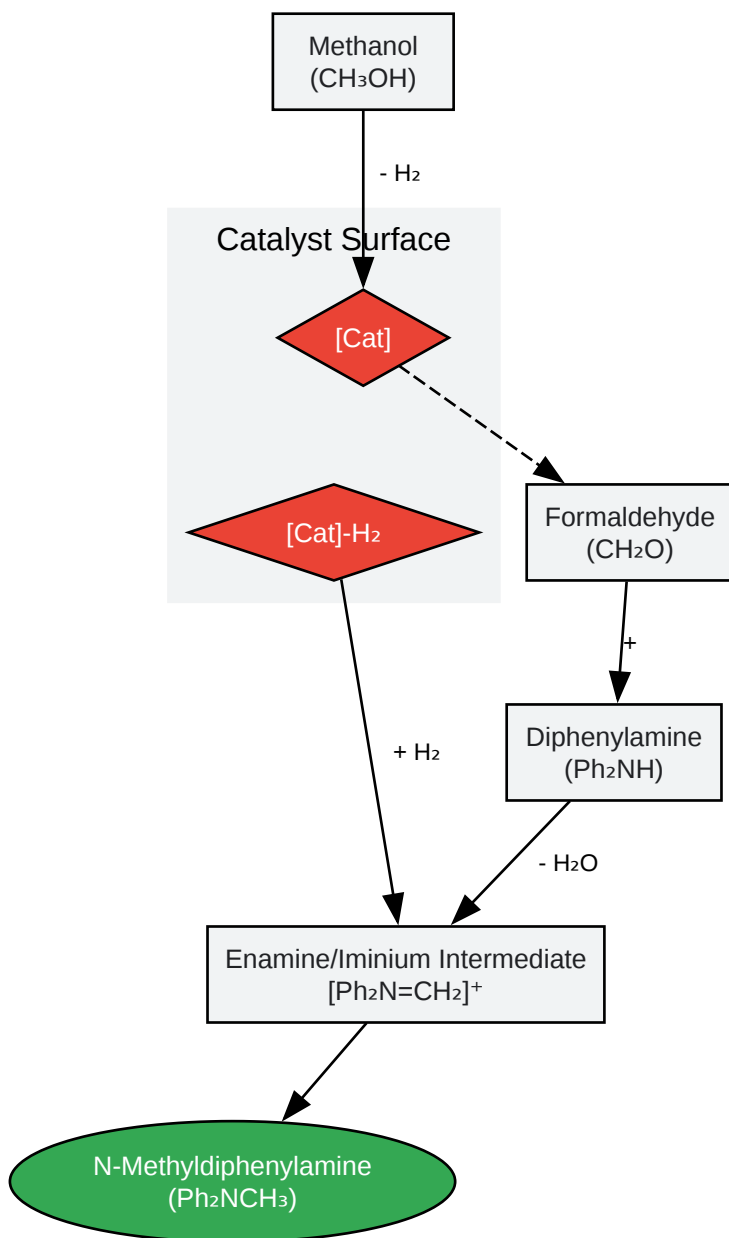 Methanol
(CH₃OH)
- H₂
Catalyst Surface
[Cat]
[Cat]-H₂
Formaldehyde
(CH₂O)
+
Diphenylamine
(Ph₂NH)
+ H₂
- H₂O
Enamine/Iminium Intermediate
[Ph₂N=CH₂]⁺
N-Methyldiphenylamine
(Ph₂NCH₃)